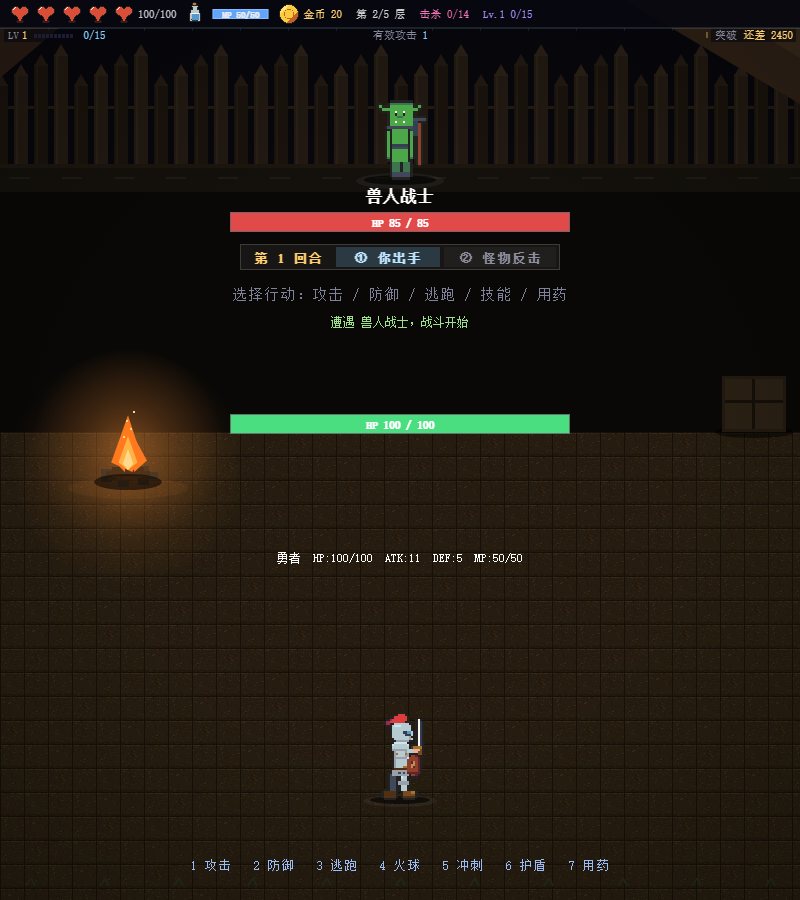 100/100 MP 50/50 金币 20 第 2/5 层 击杀 0/14 Lv.1 0/15
LV 1 0/15 有效攻击 1 突破 还差 2450
兽人战士
HP 85 / 85
第 1 回合 ① 你出手 ② 怪物反击
选择行动: 攻击 / 防御 / 逃跑 / 技能 / 用药
遭遇 兽人战士，战斗开始
HP 100 / 100
勇者 HP:100/100 ATK:11 DEF:5 MP:50/50
1 攻击 2 防御 3 逃跑 4 火球 5 冲刺 6 护盾 7 用药